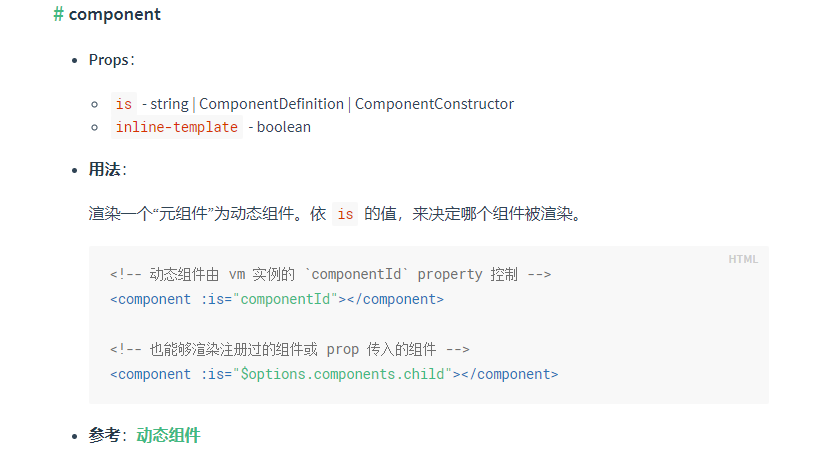 # component
Props：
is - string | ComponentDefinition | ComponentConstructor
inline-template - boolean
用法：
渲染一个“元组件”为动态组件。依 is 的值，来决定哪个组件被渲染。
HTML
<!-- 动态组件由 vm 实例的 `componentId` property 控制 -->
<component :is="componentId"></component>
<!-- 也能够渲染注册过的组件或 prop 传入的组件 -->
<component :is="$options.components.child"></component>
参考：动态组件